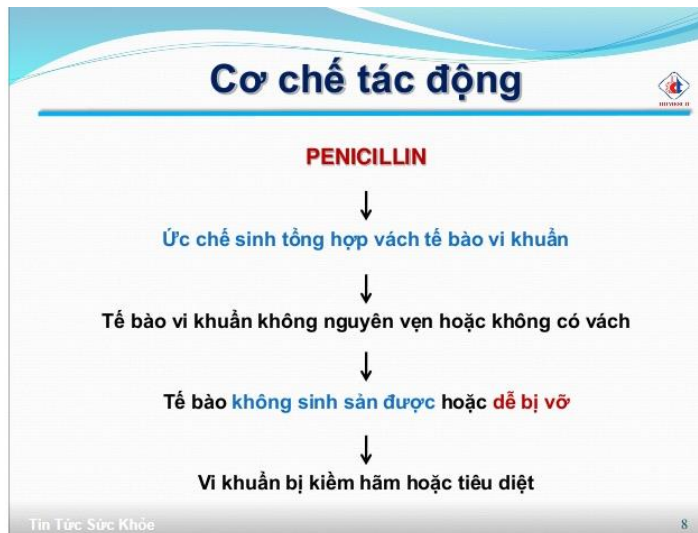 Cơ chế tác động
PENICILLIN
Ức chế sinh tổng hợp vách tế bào vi khuẩn
Tế bào vi khuẩn không nguyên vẹn hoặc không có vách
Tế bào không sinh sản được hoặc dễ bị vỡ
Vi khuẩn bị kiềm hãm hoặc tiêu diệt
Tin Tức Sức Khỏe
8